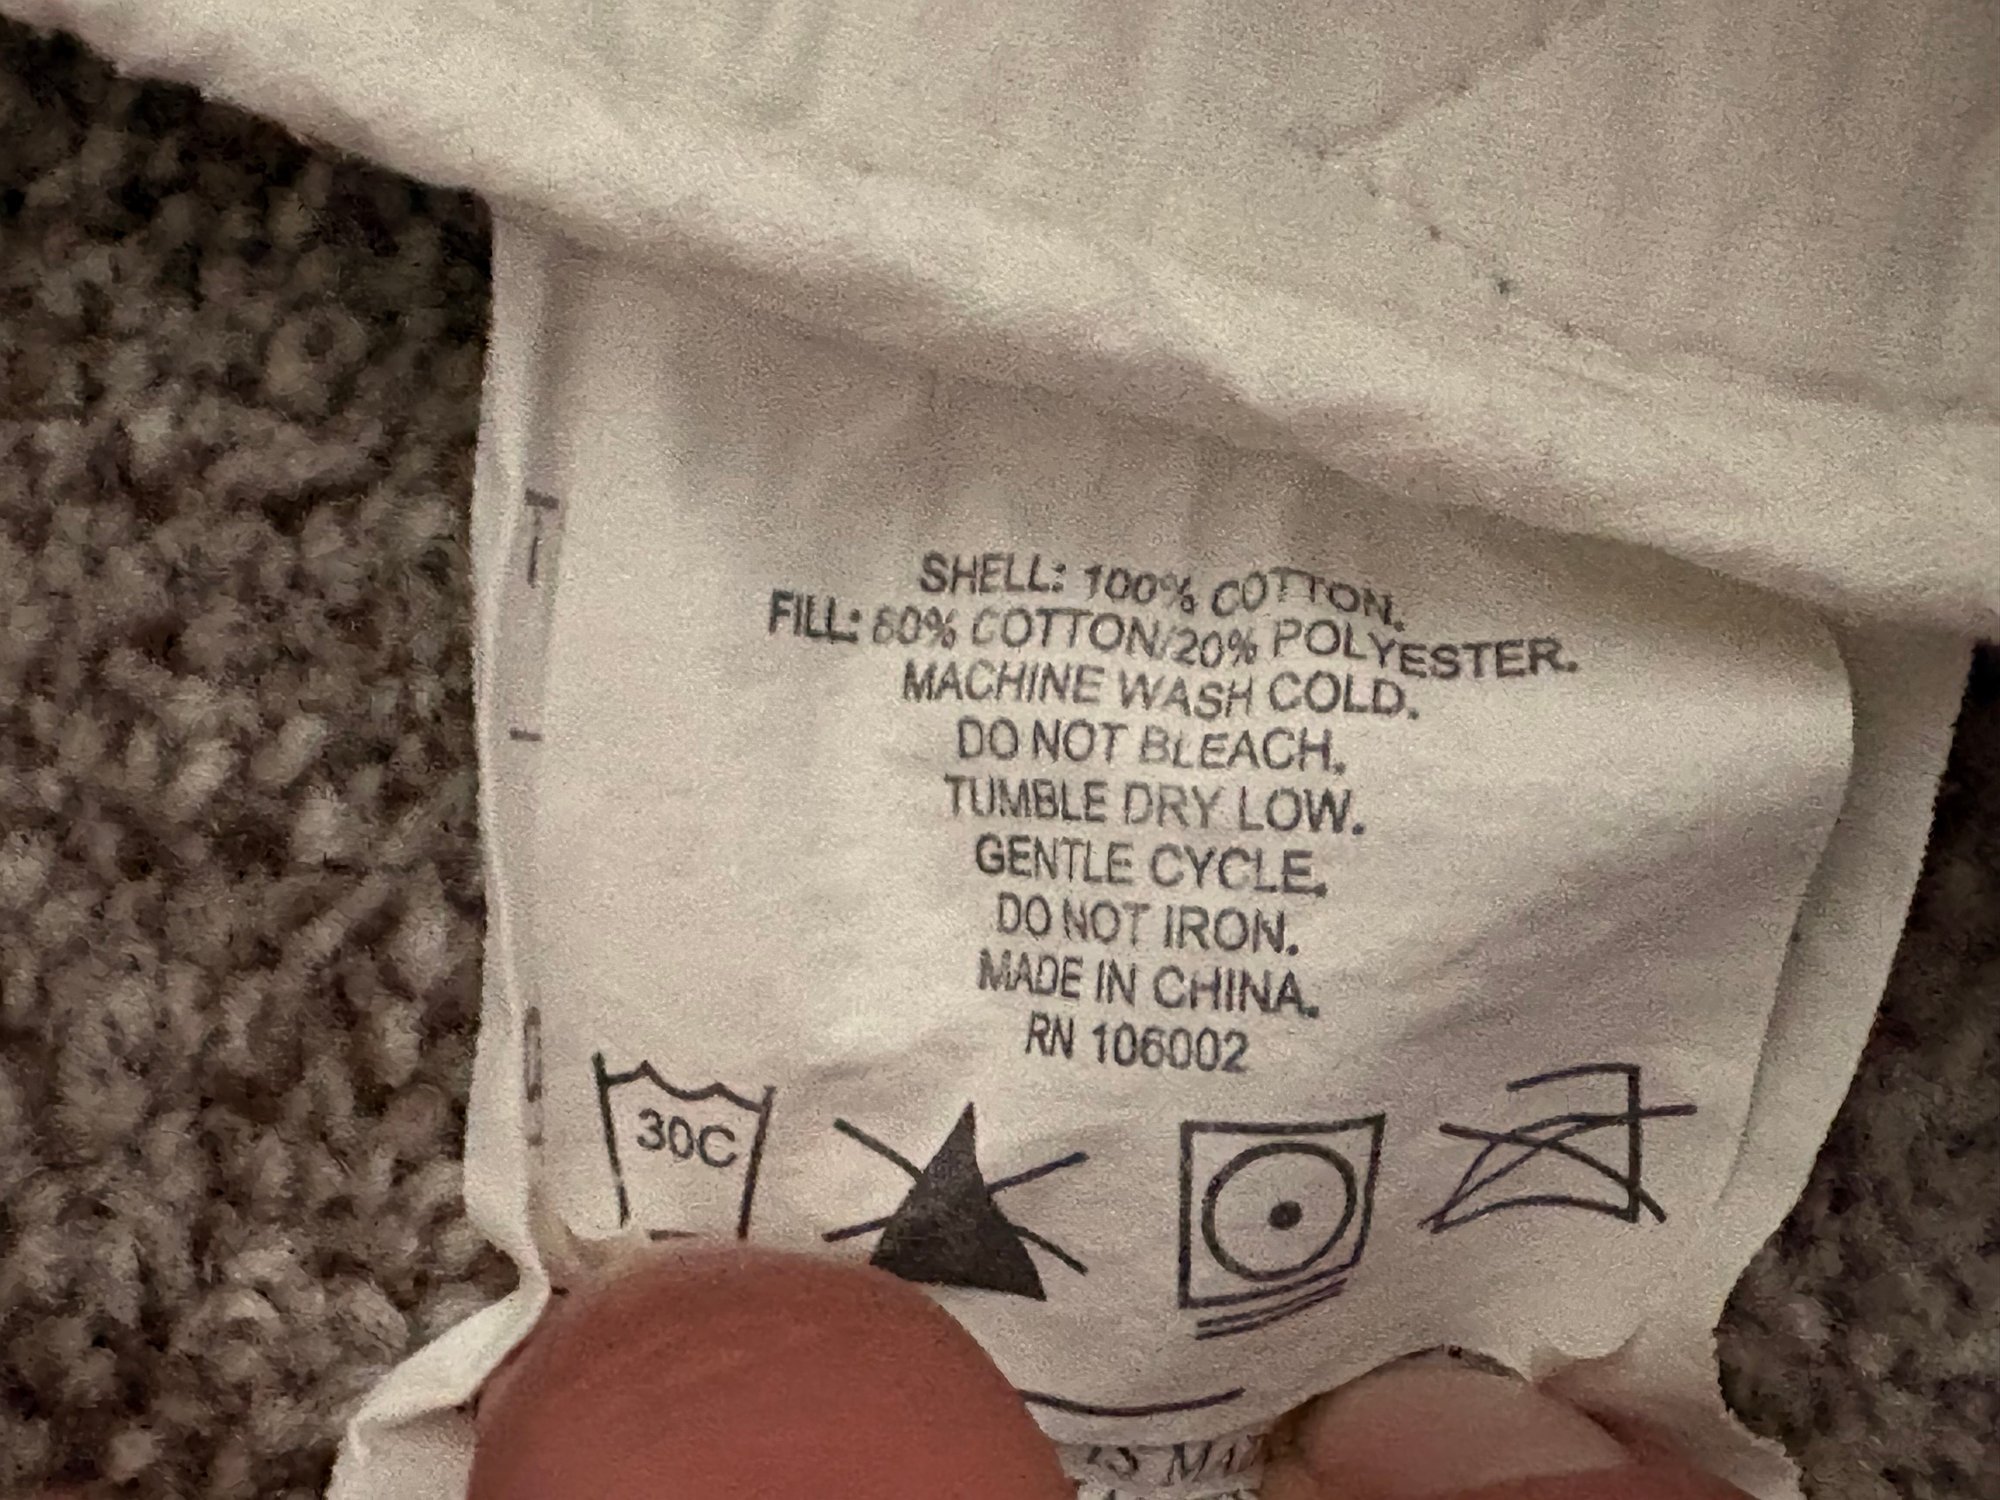 SHELL: 100% COTTON.
FILL: 80% COTTON/20% POLYESTER.
MACHINE WASH COLD.
DO NOT BLEACH.
TUMBLE DRY LOW.
GENTLE CYCLE.
DO NOT IRON.
MADE IN CHINA.
RN 106002
30C